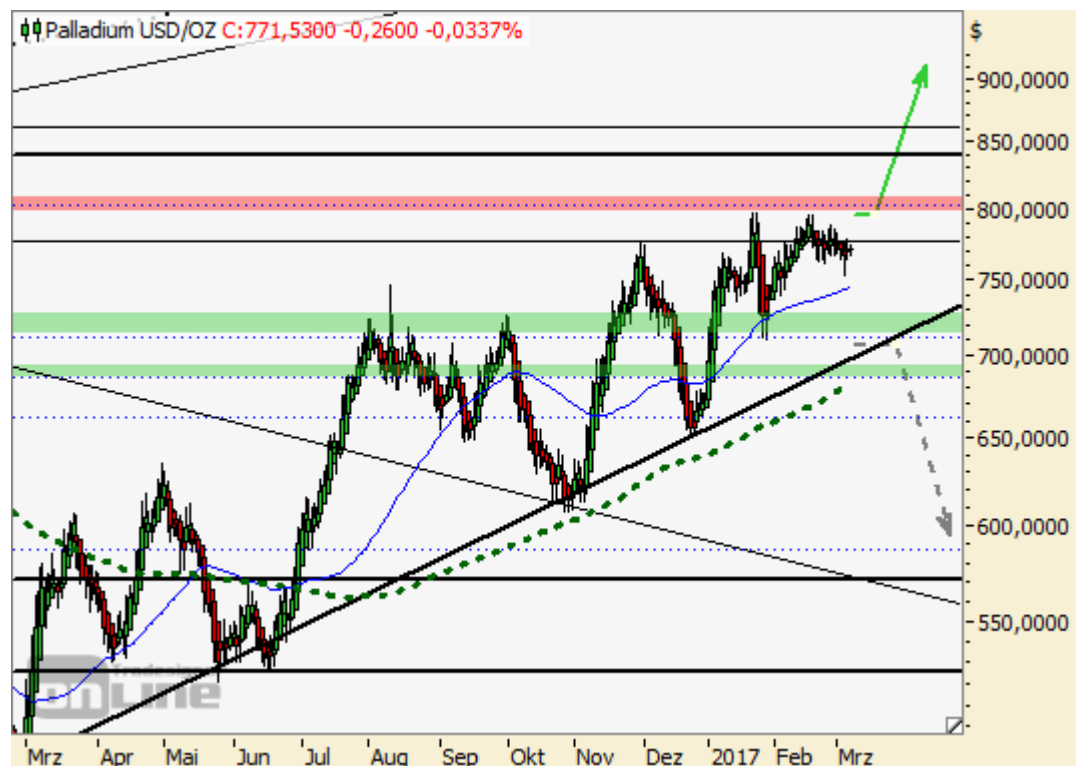 Palladium USD/OZ C:771,5300 -0,2600 -0,0337%
$
900,0000
850,0000
800,0000
750,0000
700,0000
650,0000
600,0000
550,0000
Tradesignal
onLine
Mrz Apr Mai Jun Jul Aug Sep Okt Nov Dez 2017 Feb Mrz